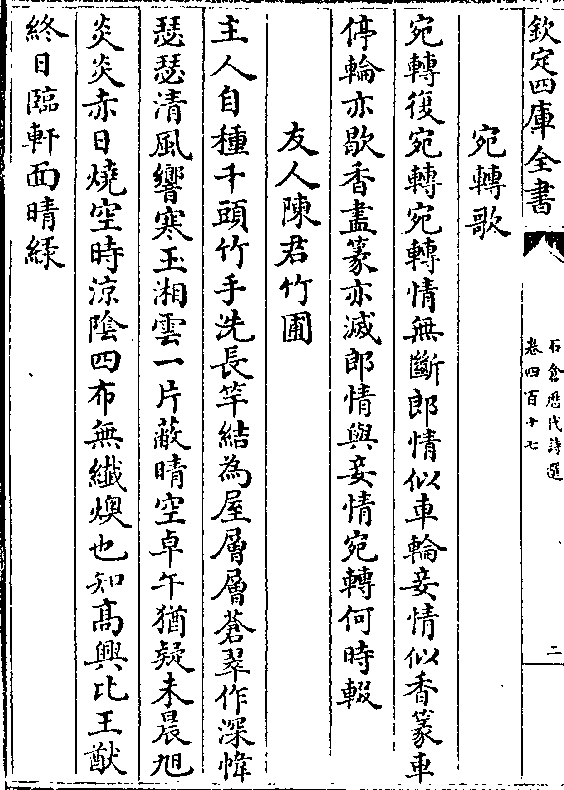 欽定四庫全書
石倉歷代詩選
卷四百十七
二
宛轉歌
宛轉復宛轉宛轉情無斷郎情似車輪妾情似香篆車
停輪亦歇香盡篆亦滅郎情與妾情宛轉何時輟
友人陳君竹圃
主人自種千頭竹手洗長竿結為屋層層蒼翠作深幃
瑟瑟清風響寒玉湘雲一片蔽晴空卓午猶疑未晨旭
炎炎赤日燒空時涼陰四布無纖燠也知髙興比王猷
終日臨軒面晴緑